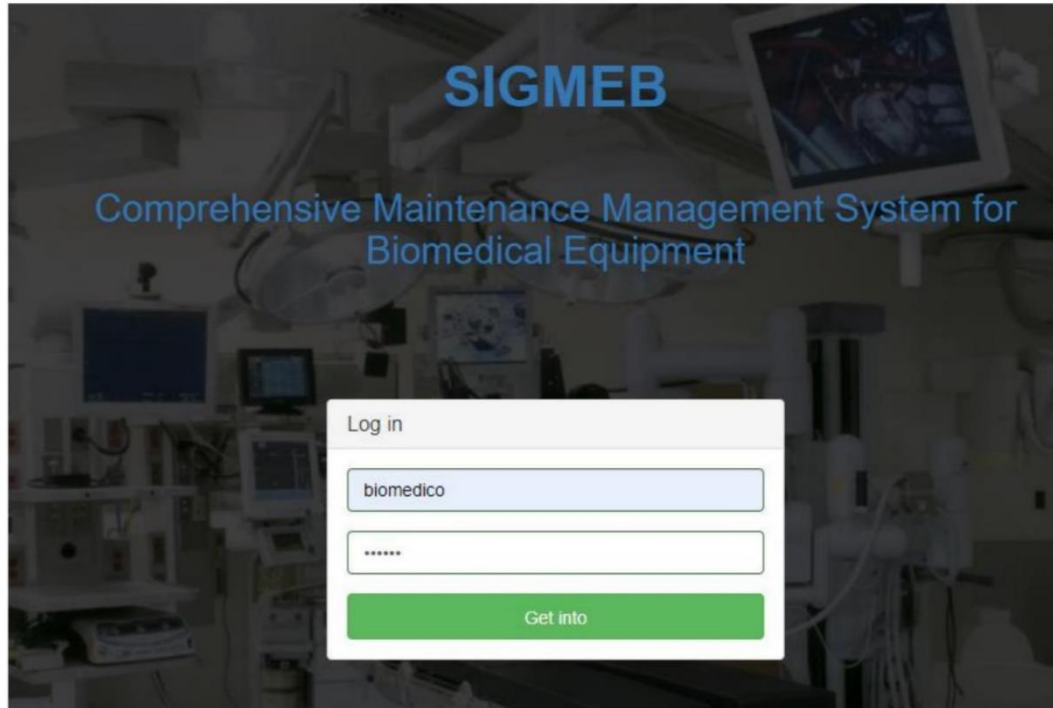 SIGMEB
Comprehensive Maintenance Management System for
Biomedical Equipment
Log in
biomedico
••••••
Get into